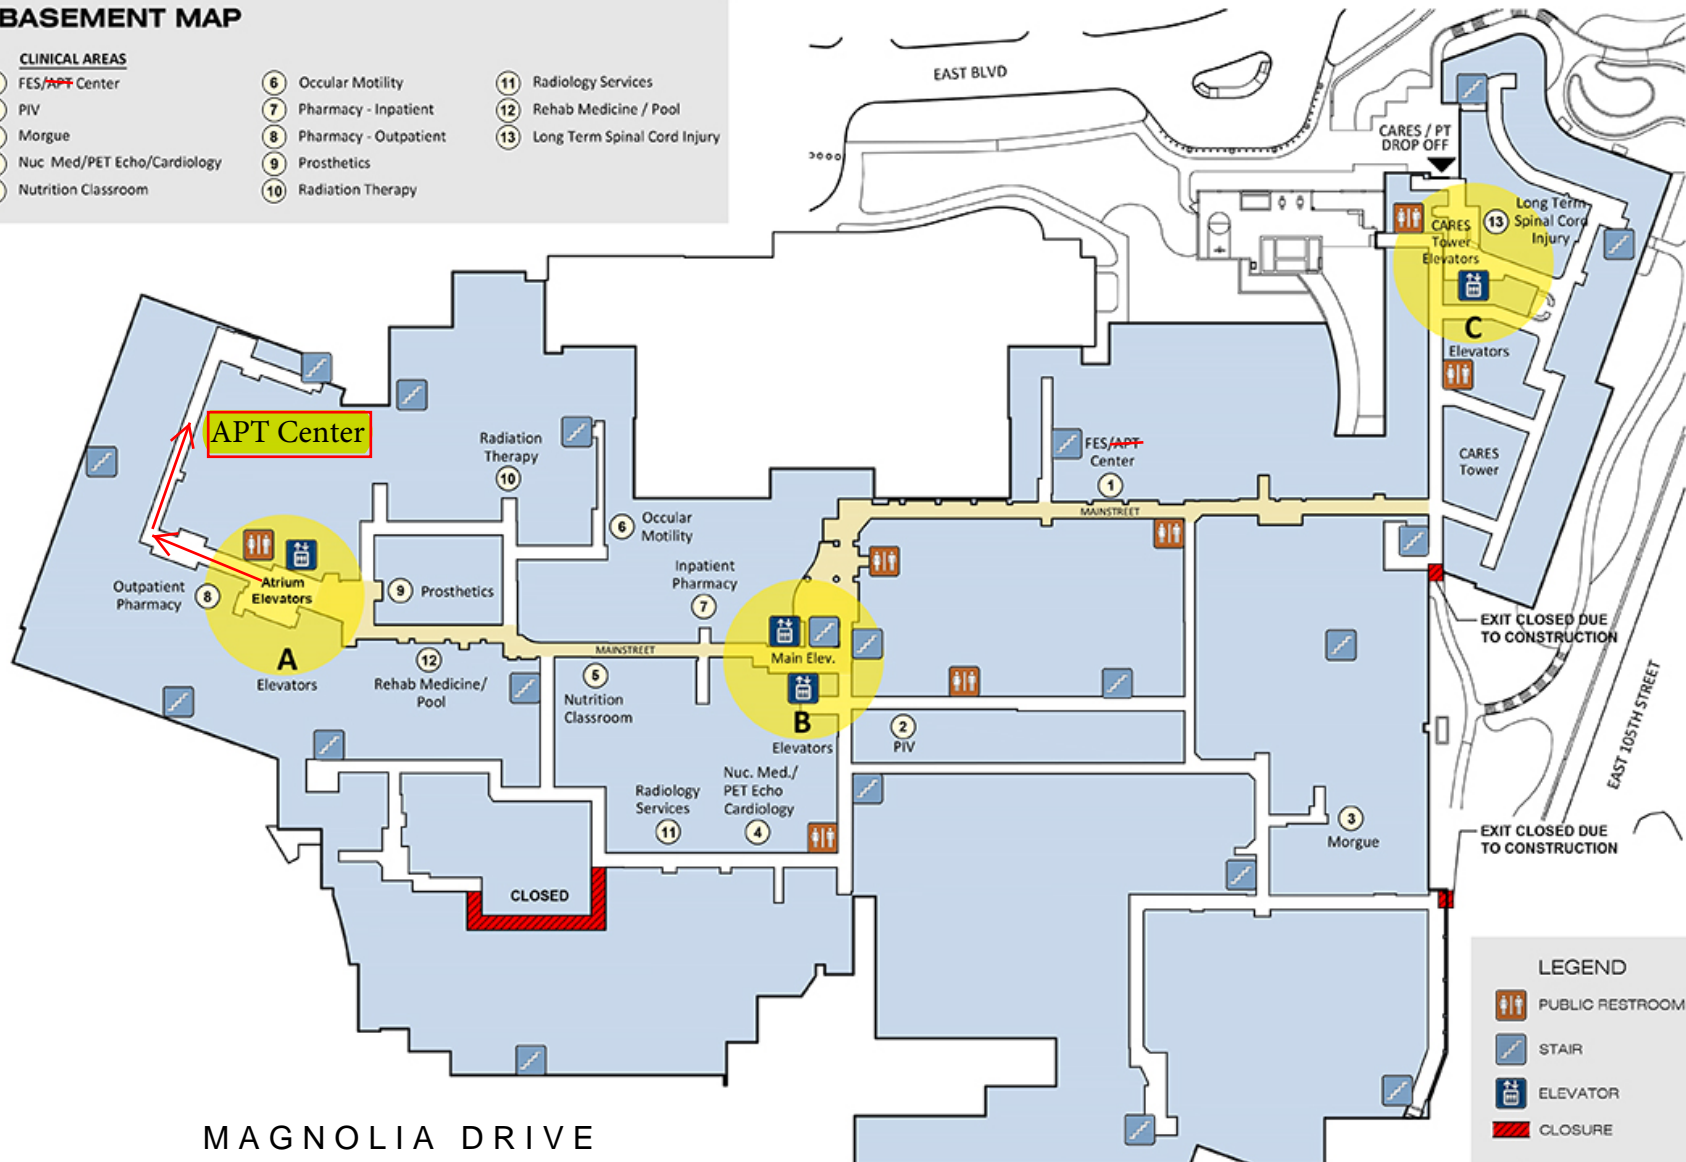 BASEMENT MAP
CLINICAL AREAS
FES/APT Center
PIV
Morgue
Nuc Med/PET Echo/Cardiology
Nutrition Classroom
6 Occular Motility
7 Pharmacy - Inpatient
8 Pharmacy - Outpatient
9 Prosthetics
10 Radiation Therapy
11 Radiology Services
12 Rehab Medicine / Pool
13 Long Term Spinal Cord Injury
EAST BLVD
CARES / PT
DROP OFF
13
Long Term
Spinal Cord
Injury
CARES
Tower
Elevators
C
Elevators
CARES
Tower
APT Center
Radiation
Therapy
10
6
Occular
Motility
FES/APT
Center
1
MAINSTREET
Outpatient
Pharmacy
8
Atrium
Elevators
A
Elevators
9
Prosthetics
Inpatient
Pharmacy
7
MAINSTREET
12
Rehab Medicine/
Pool
5
Nutrition
Classroom
Main Elev.
B
Elevators
2
PIV
Nuc. Med./
PET Echo
Cardiology
4
Radiology
Services
11
3
Morgue
EXIT CLOSED DUE
TO CONSTRUCTION
EAST 105TH STREET
EXIT CLOSED DUE
TO CONSTRUCTION
CLOSED
MAGNOLIA DRIVE
LEGEND
PUBLIC RESTROOM
STAIR
ELEVATOR
CLOSURE